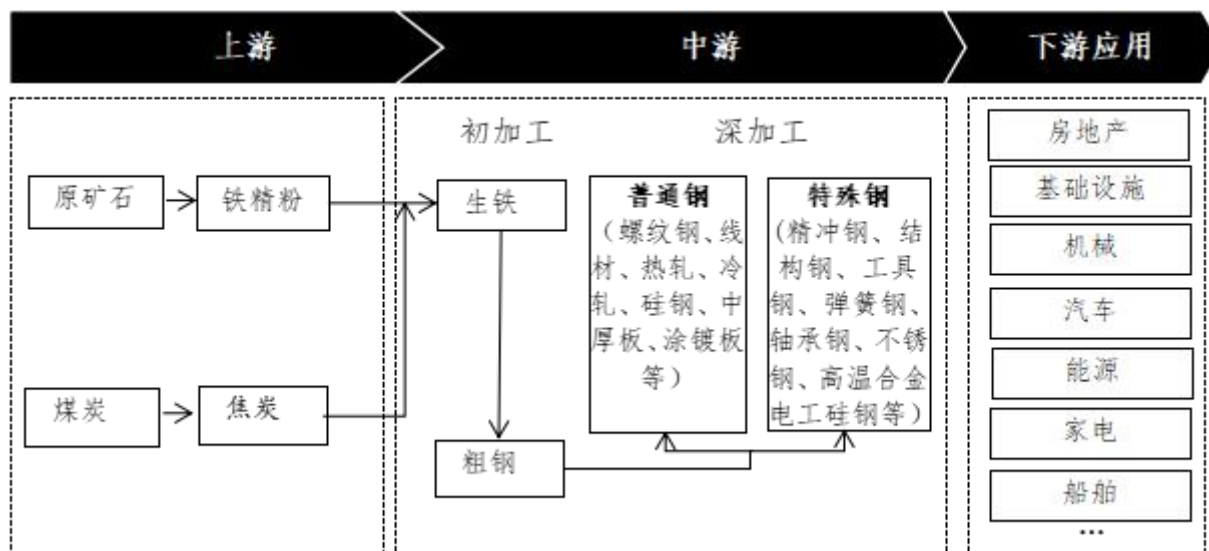 上游
中游
下游应用
初加工
深加工
原矿石
铁精粉
煤炭
焦炭
生铁
粗钢
普通钢
（螺纹钢、线
材、热轧、冷
轧、硅钢、中
厚板、涂镀板
等）
特殊钢
(精冲钢、结
构钢、工具
钢、弹簧钢、
轴承钢、不锈
钢、高温合金
电工硅钢等）
房地产
基础设施
机械
汽车
能源
家电
船舶
...